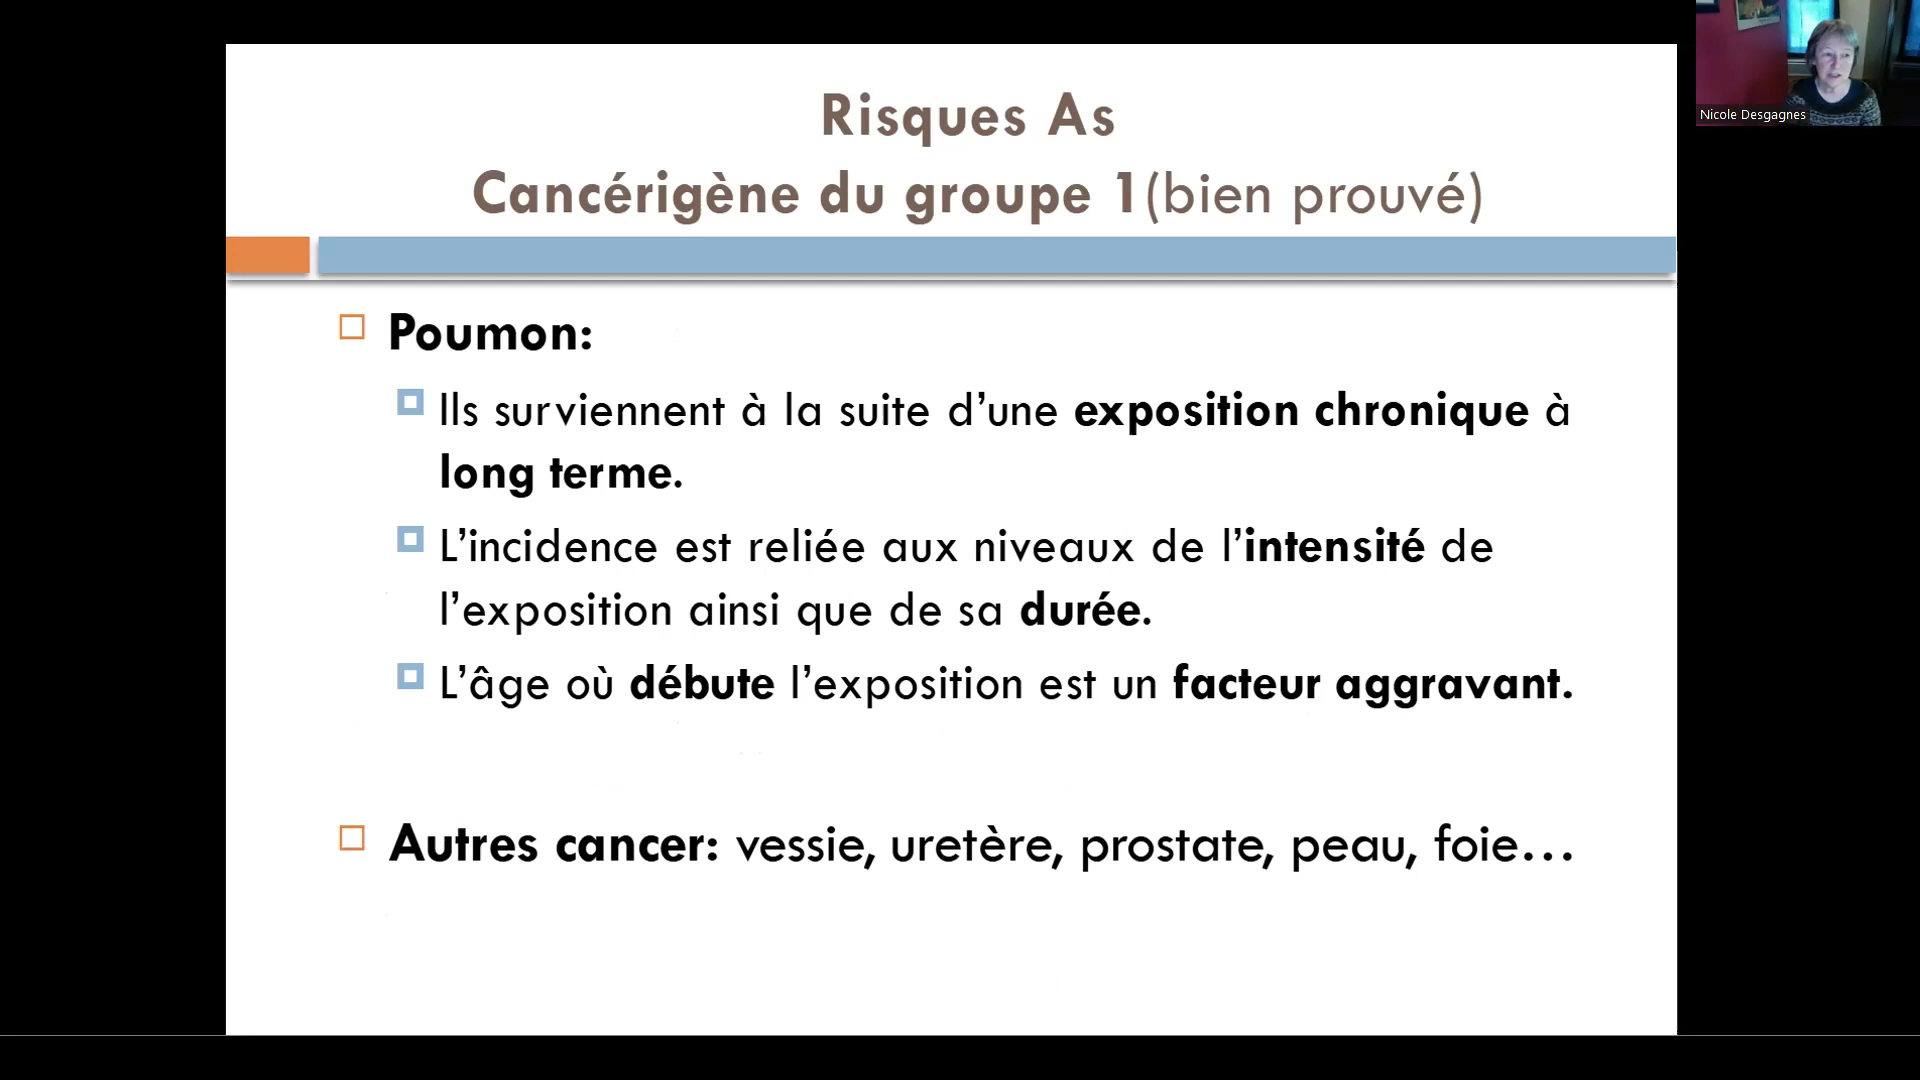 Risques As
Cancérigène du groupe 1(bien prouvé)
Poumon:
Ils surviennent à la suite d’une exposition chronique à
long terme.
L’incidence est reliée aux niveaux de l’intensité de
l’exposition ainsi que de sa durée.
L’âge où débute l’exposition est un facteur aggravant.
Autres cancer: vessie, uretère, prostate, peau, foie…
Nicole Desgagnes